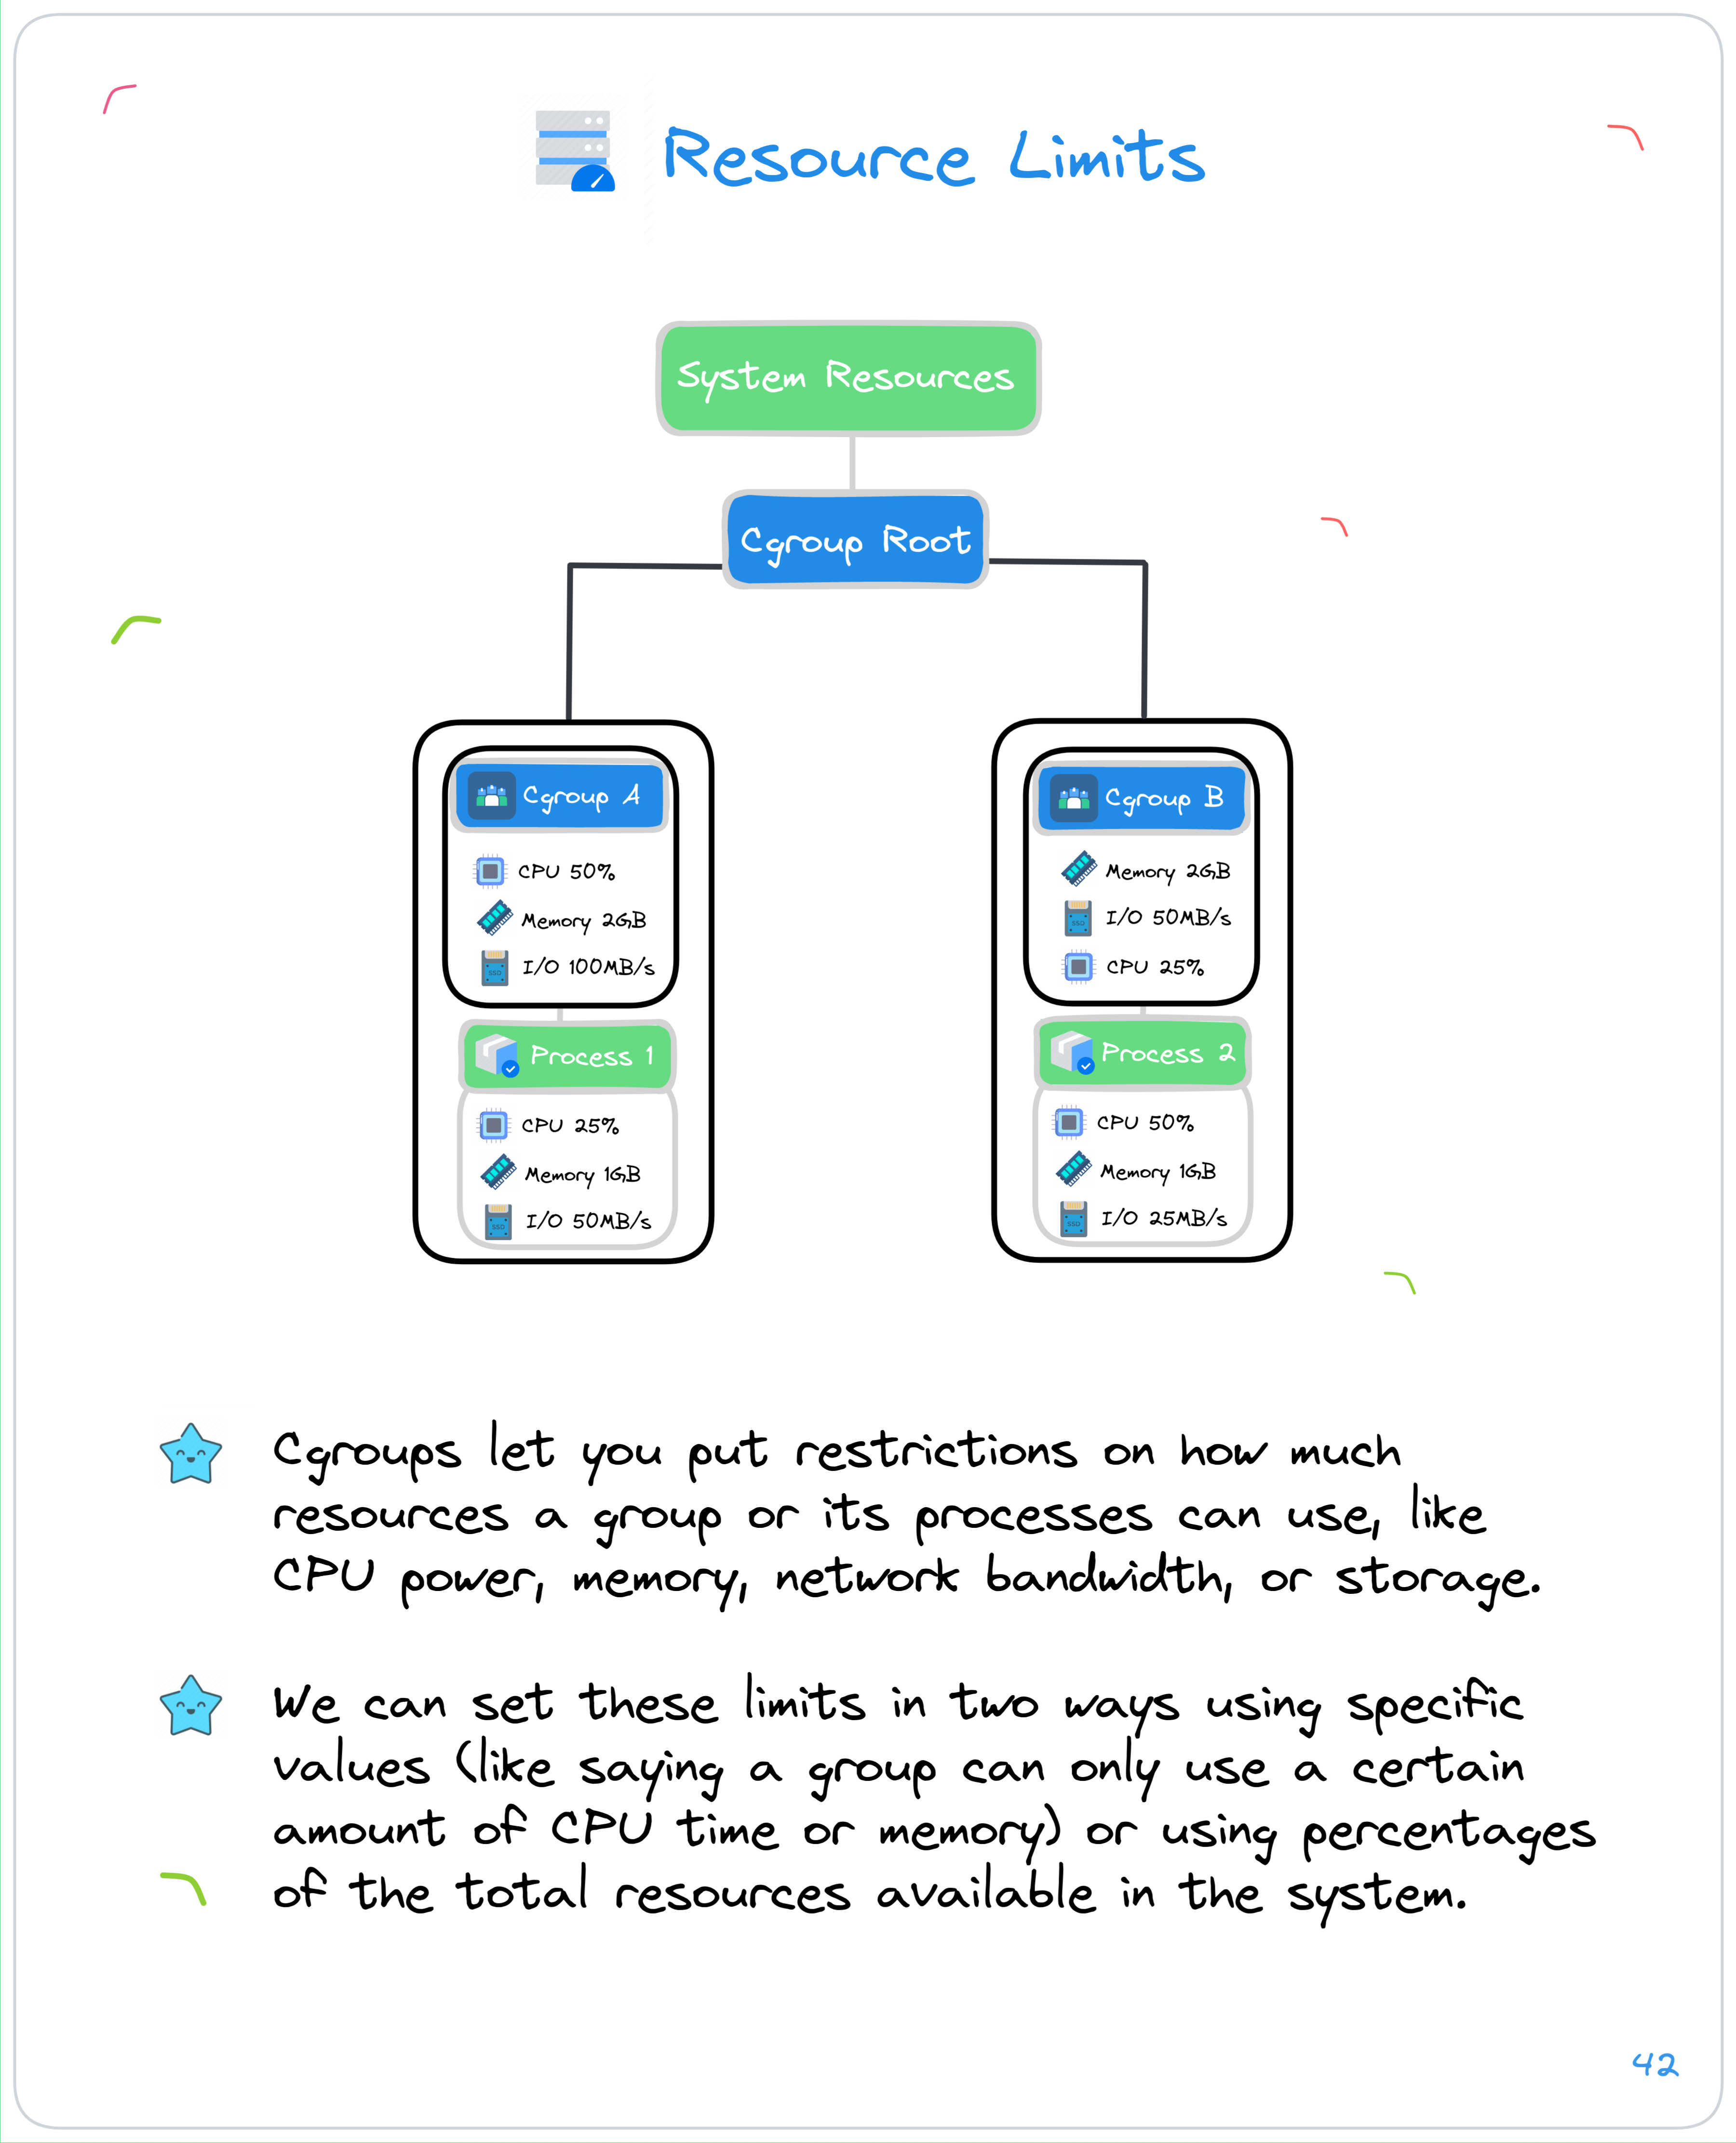 Resource Limits
System Resources
Cgroup Root
Cgroup A
CPU 50%
Memory 2GB
SSD
I/O 100MB/s
Process 1
CPU 25%
Memory 1GB
SSD
I/O 50MB/s
Cgroup B
Memory 2GB
SSD
I/O 50MB/s
CPU 25%
Process 2
CPU 50%
Memory 1GB
SSD
I/O 25MB/s
Cgroups let you put restrictions on how much
resources a group or its processes can use, like
CPU power, memory, network bandwidth, or storage.
We can set these limits in two ways using specific
values (like saying a group can only use a certain
amount of CPU time or memory) or using percentages
of the total resources available in the system.
42